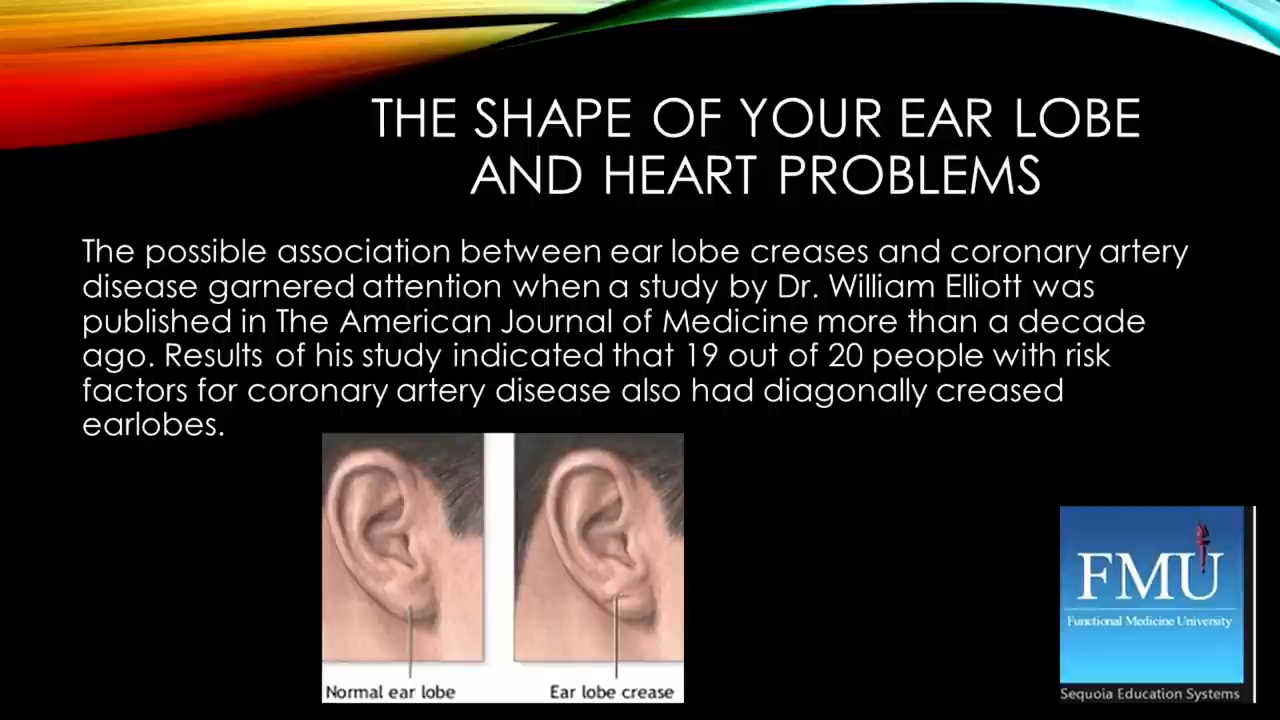 THE SHAPE OF YOUR EAR LOBE
AND HEART PROBLEMS
The possible association between ear lobe creases and coronary artery
disease garnered attention when a study by Dr. William Elliott was
published in The American Journal of Medicine more than a decade
ago. Results of his study indicated that 19 out of 20 people with risk
factors for coronary artery disease also had diagonally creased
earlobes.
Normal ear lobe
Ear lobe crease
FMU
Functional Medicine University
Sequoia Education Systems